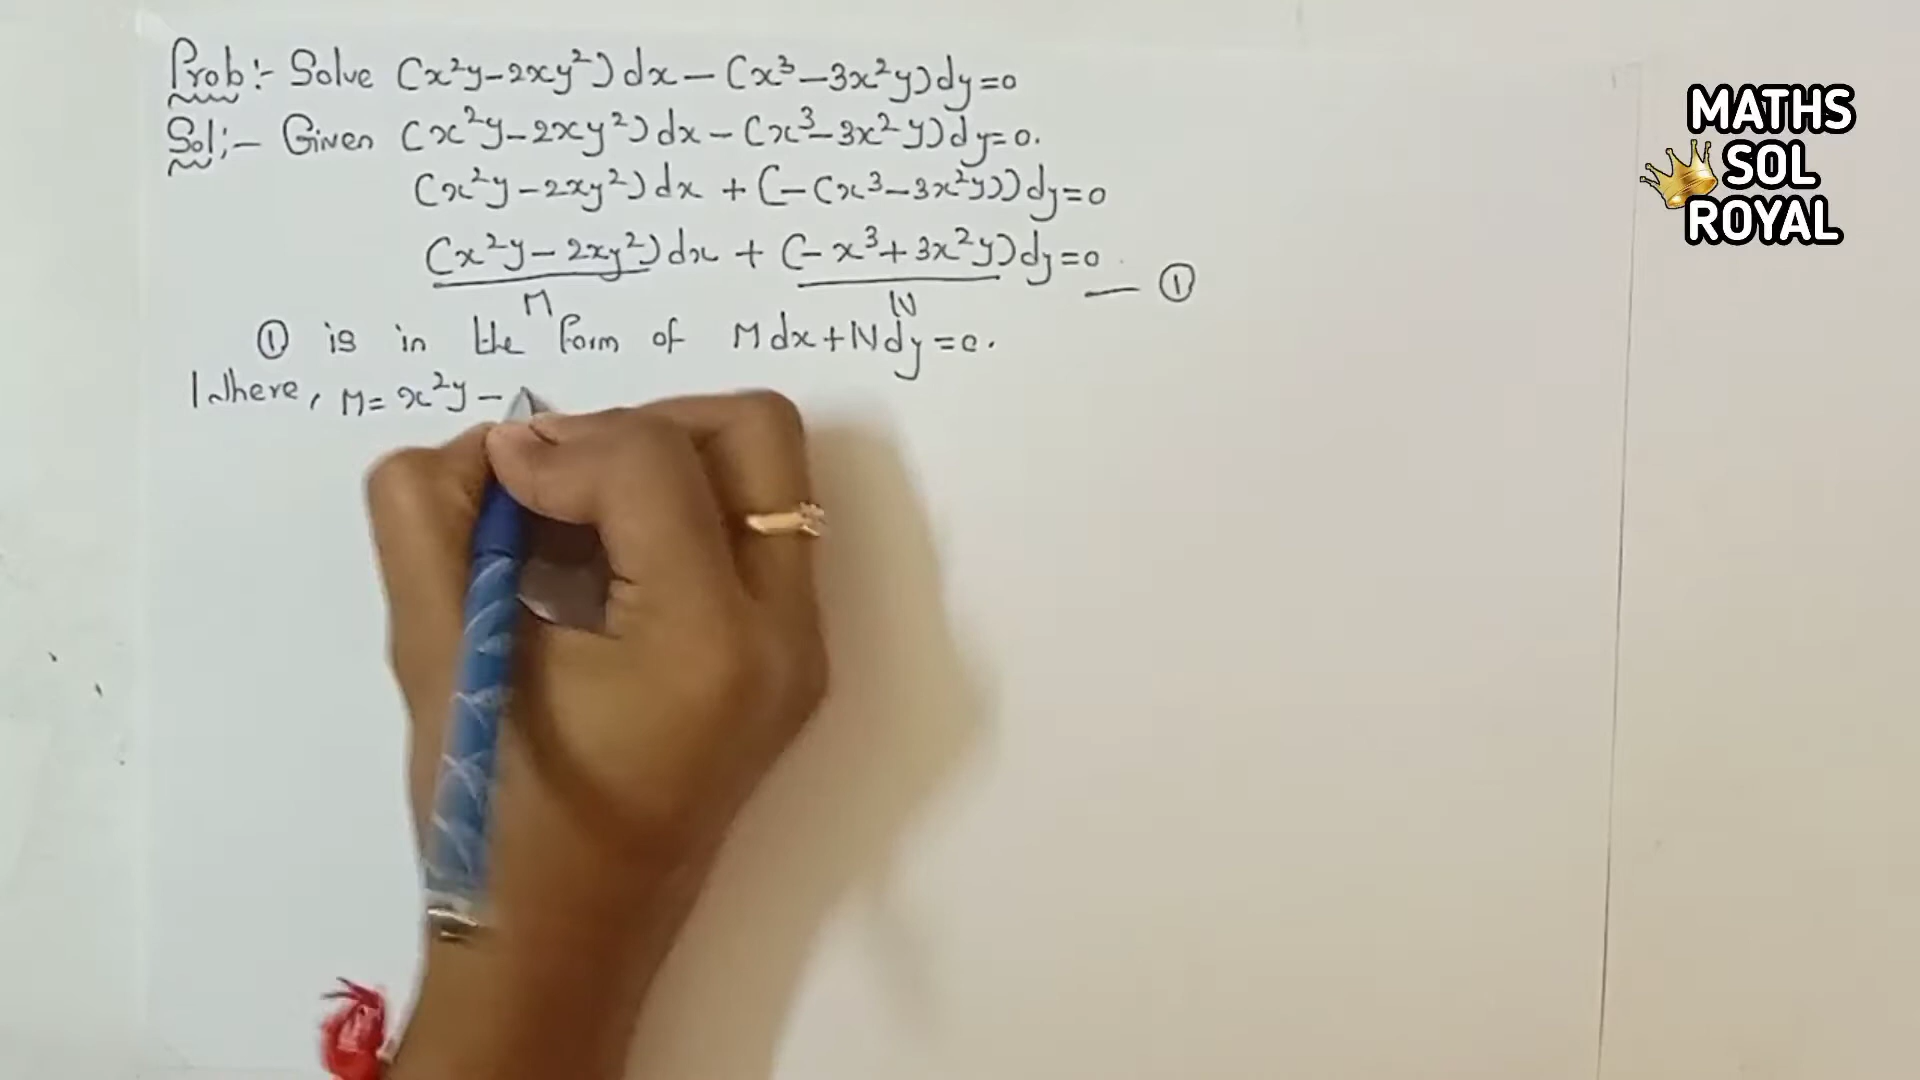 Prob:- Solve (x²y-2xy²)dx-(x³-3x²y)dy=0
Sol:- Given (x²y-2xy²)dx-(x³-3x²y)dy=0.
(x²y-2xy²)dx+(-(x³-3x²y))dy=0
(x²y-2xy²)dx+(-x³+3x²y)dy=0 — ①
M N
① is in the form of Mdx+Ndy=0.
Where, M=x²y-
MATHS
SOL
ROYAL